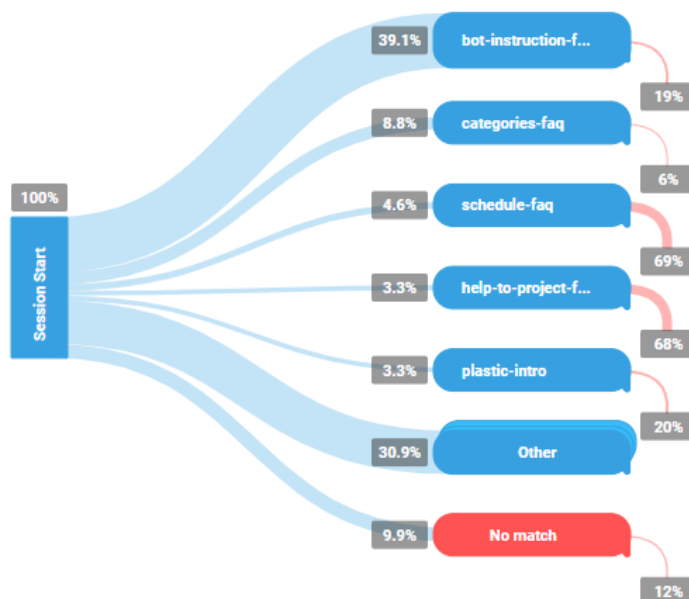 39.1%
bot-instruction-f...
19%
8.8%
categories-faq
6%
100%
4.6%
schedule-faq
69%
Session Start
3.3%
help-to-project-f...
68%
3.3%
plastic-intro
20%
30.9%
Other
9.9%
No match
12%